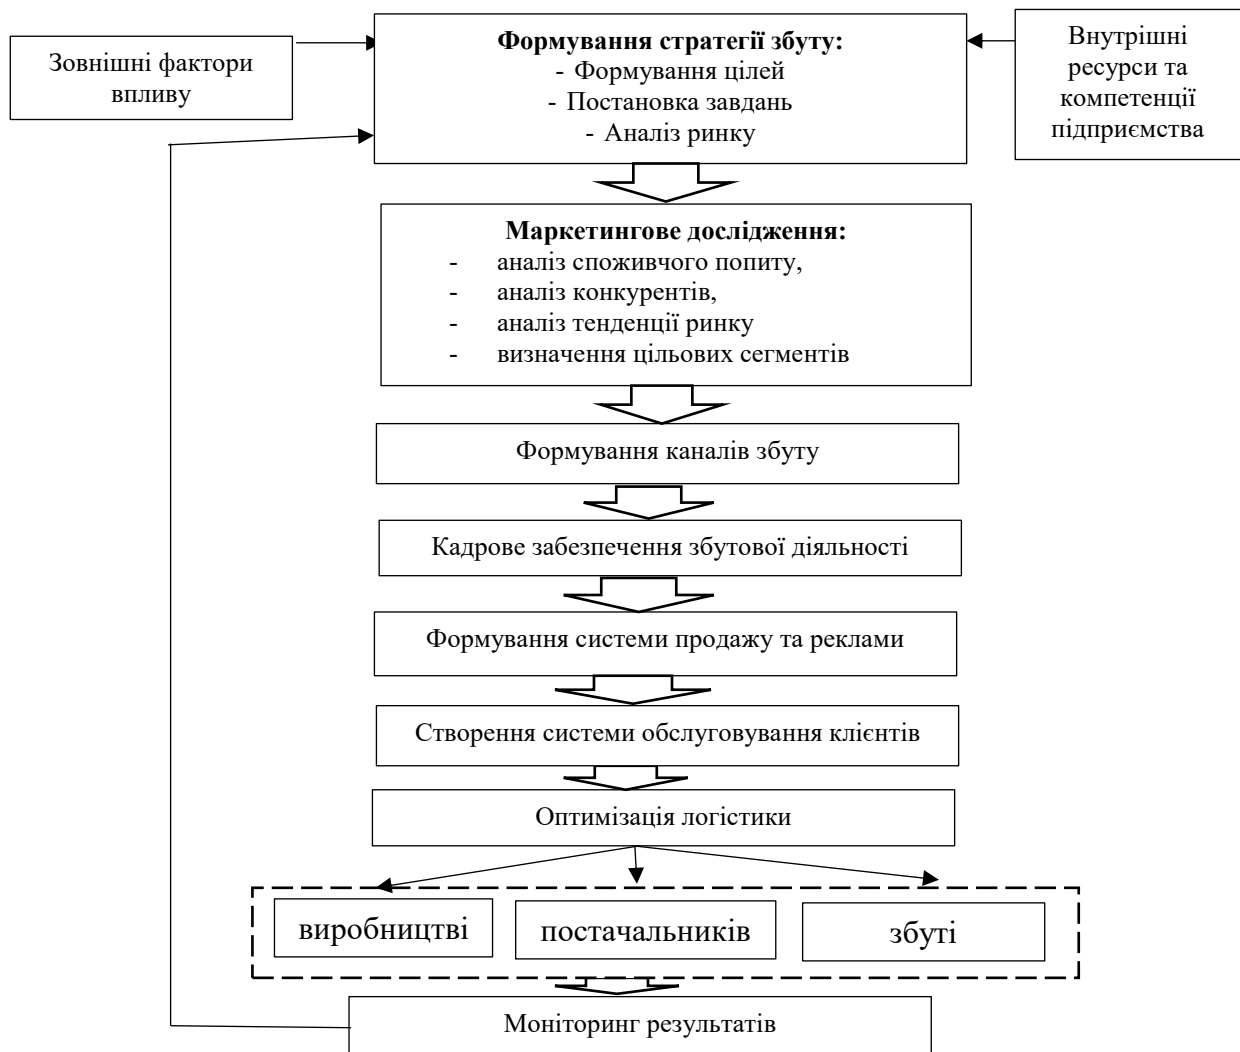 Зовнішні фактори
впливу
Формування стратегії збуту:
- Формування цілей
- Постановка завдань
- Аналіз ринку
Внутрішні
ресурси та
компетенції
підприємства
Маркетингове дослідження:
- аналіз споживчого попиту,
- аналіз конкурентів,
- аналіз тенденції ринку
- визначення цільових сегментів
Формування каналів збуту
Кадрове забезпечення збутової діяльності
Формування системи продажу та реклами
Створення системи обслуговування клієнтів
Оптимізація логістики
виробництві
постачальників
збуті
Моніторинг результатів